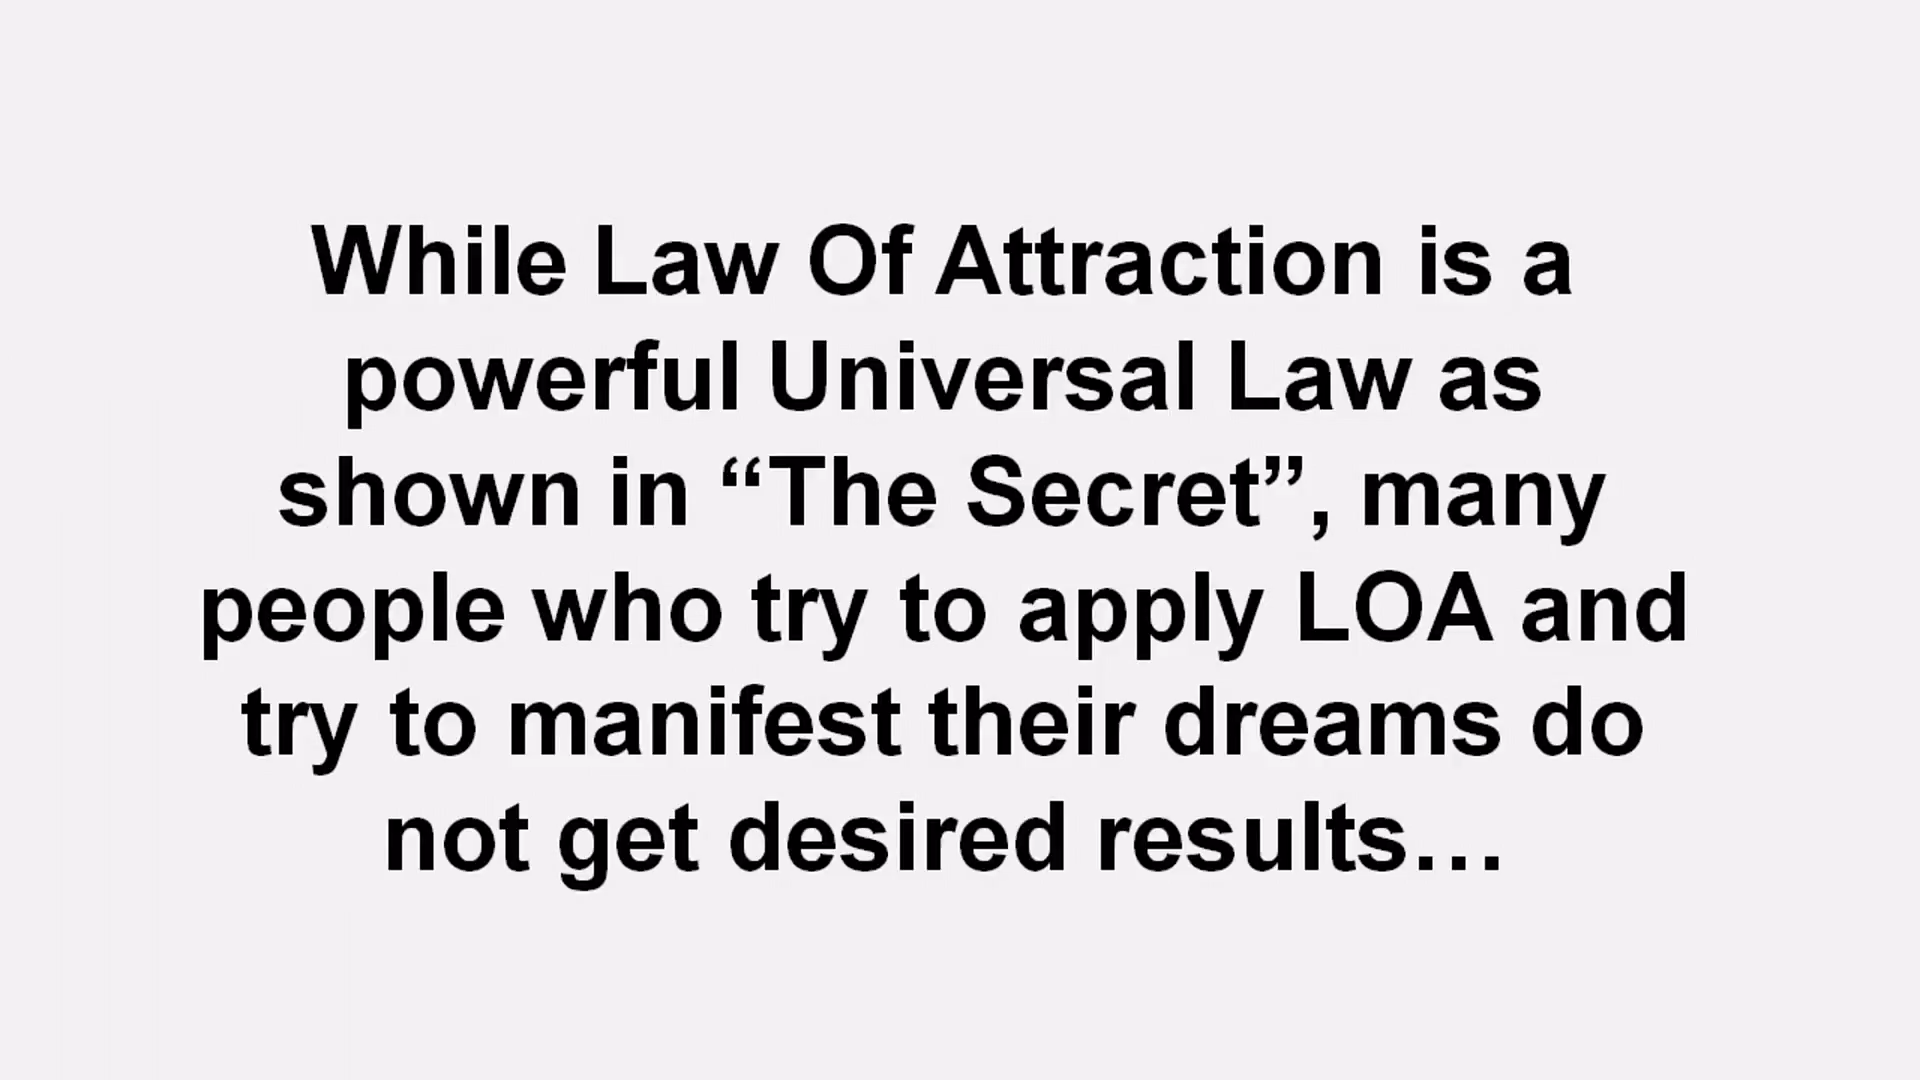 While Law Of Attraction is a
powerful Universal Law as
shown in “The Secret”, many
people who try to apply LOA and
try to manifest their dreams do
not get desired results…